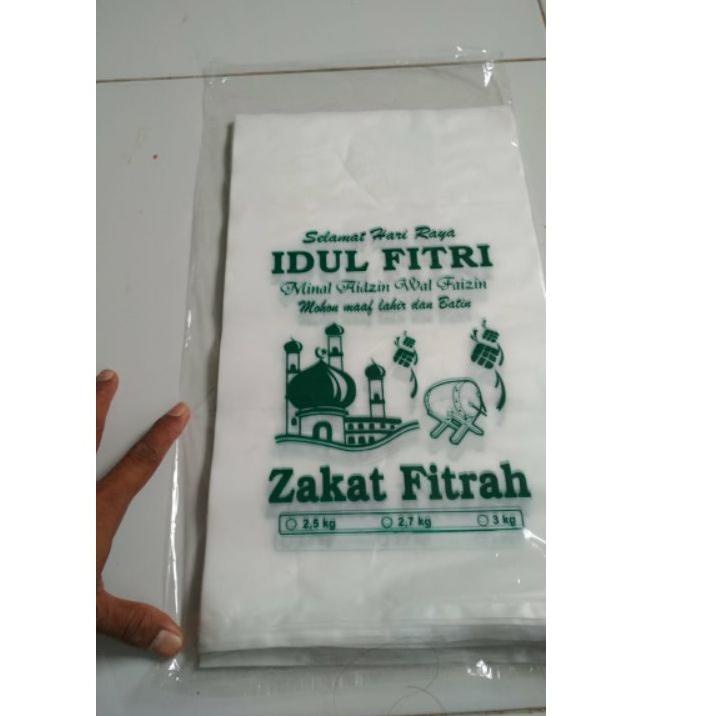 Selamat Hari Raya
IDUL FITRI
Minal Aidzin Wal Faizin
Mohon maaf lahir dan Batin
Zakat Fitrah
2,5 kg 2,7 kg 3 kg